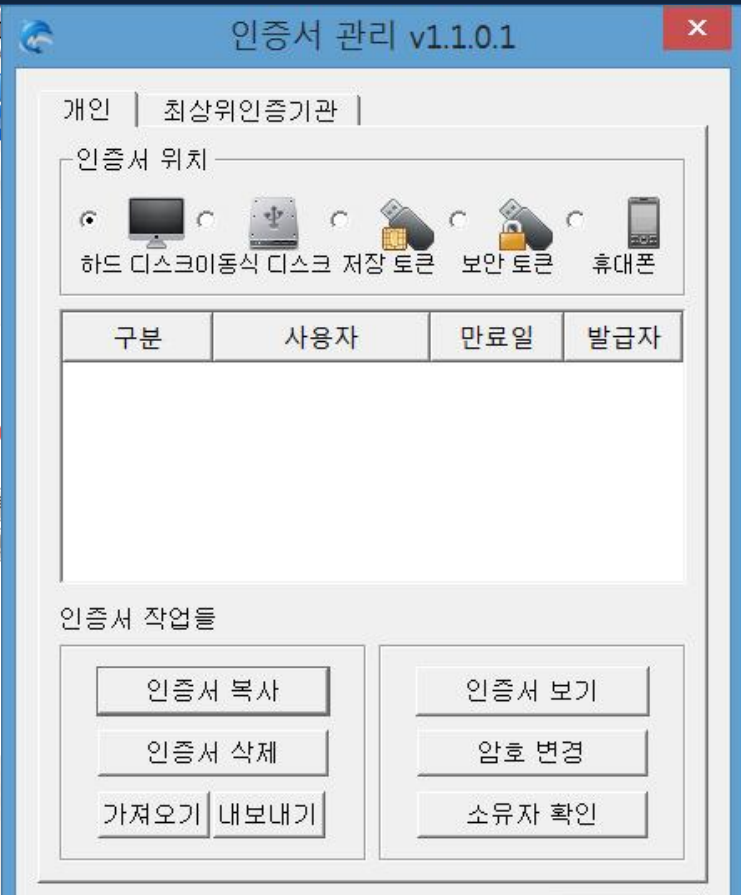 인증서 관리 v1.1.0.1
개인 최상위인증기관
인증서 위치
하드 디스크 이동식 디스크 저장 토큰 보안 토큰 휴대폰
구분 사용자 만료일 발급자
인증서 작업들
인증서 복사 인증서 보기
인증서 삭제 암호 변경
가져오기 내보내기 소유자 확인